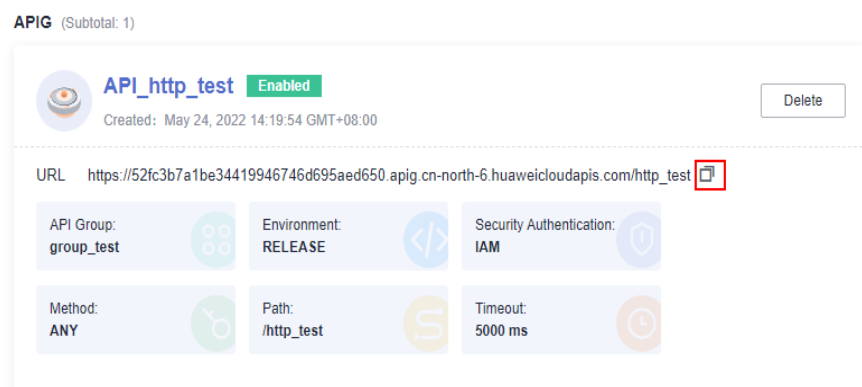 APIG (Subtotal: 1)
API_http_test Enabled
Delete
Created: May 24, 2022 14:19:54 GMT+08:00
URL https://52fc3b7a1be34419946746d695aed650.apig.cn-north-6.huaweicloudapis.com/http_test
API Group:
group_test
Environment:
RELEASE
Security Authentication:
IAM
Method:
ANY
Path:
/http_test
Timeout:
5000 ms